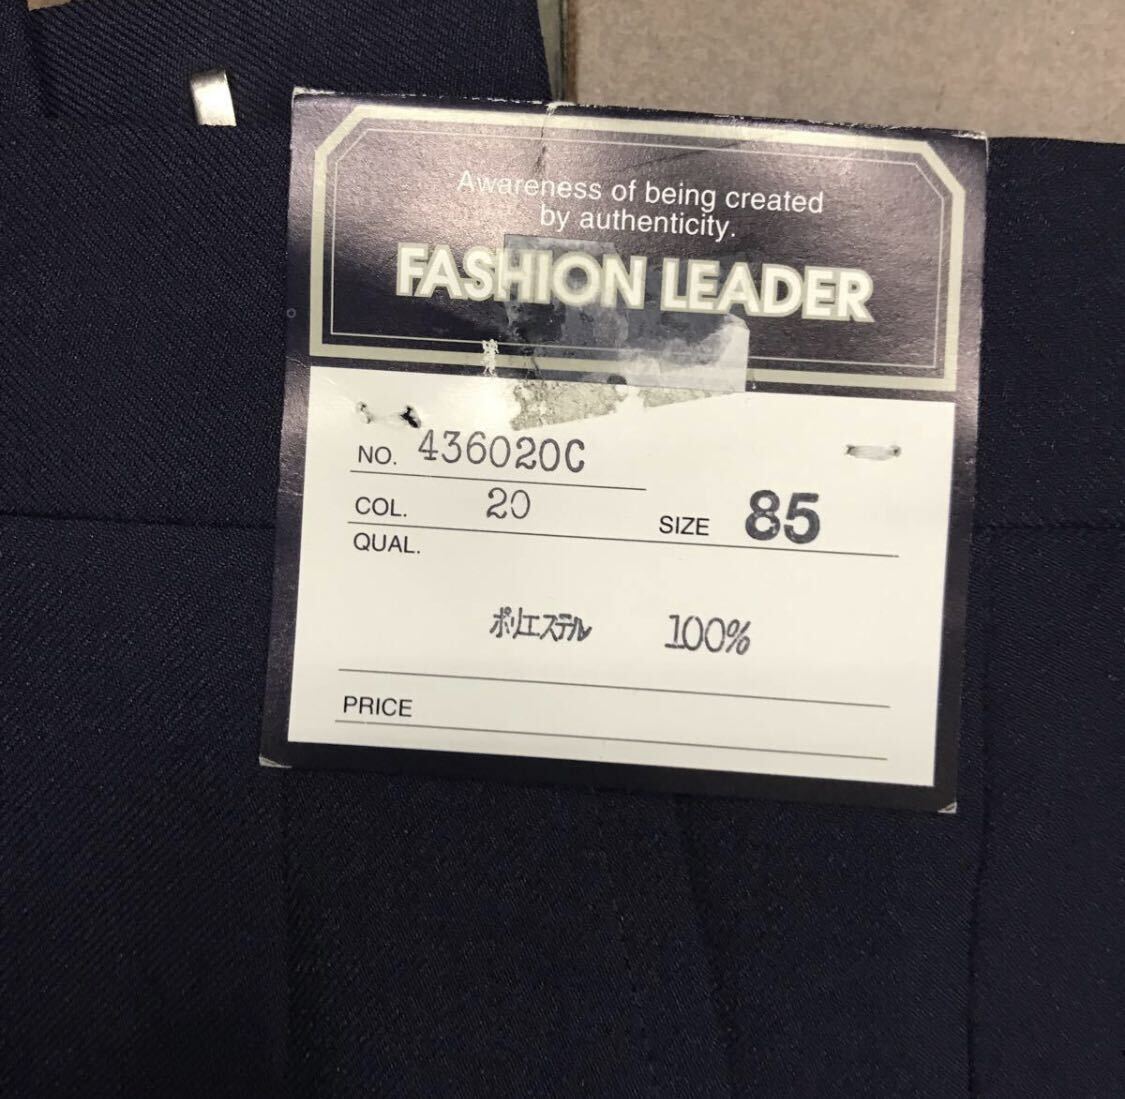 Awareness of being created
by authenticity.
FASHION LEADER
NO. 436020C
COL. 20 SIZE 85
QUAL.
ポリエステル 100%
PRICE